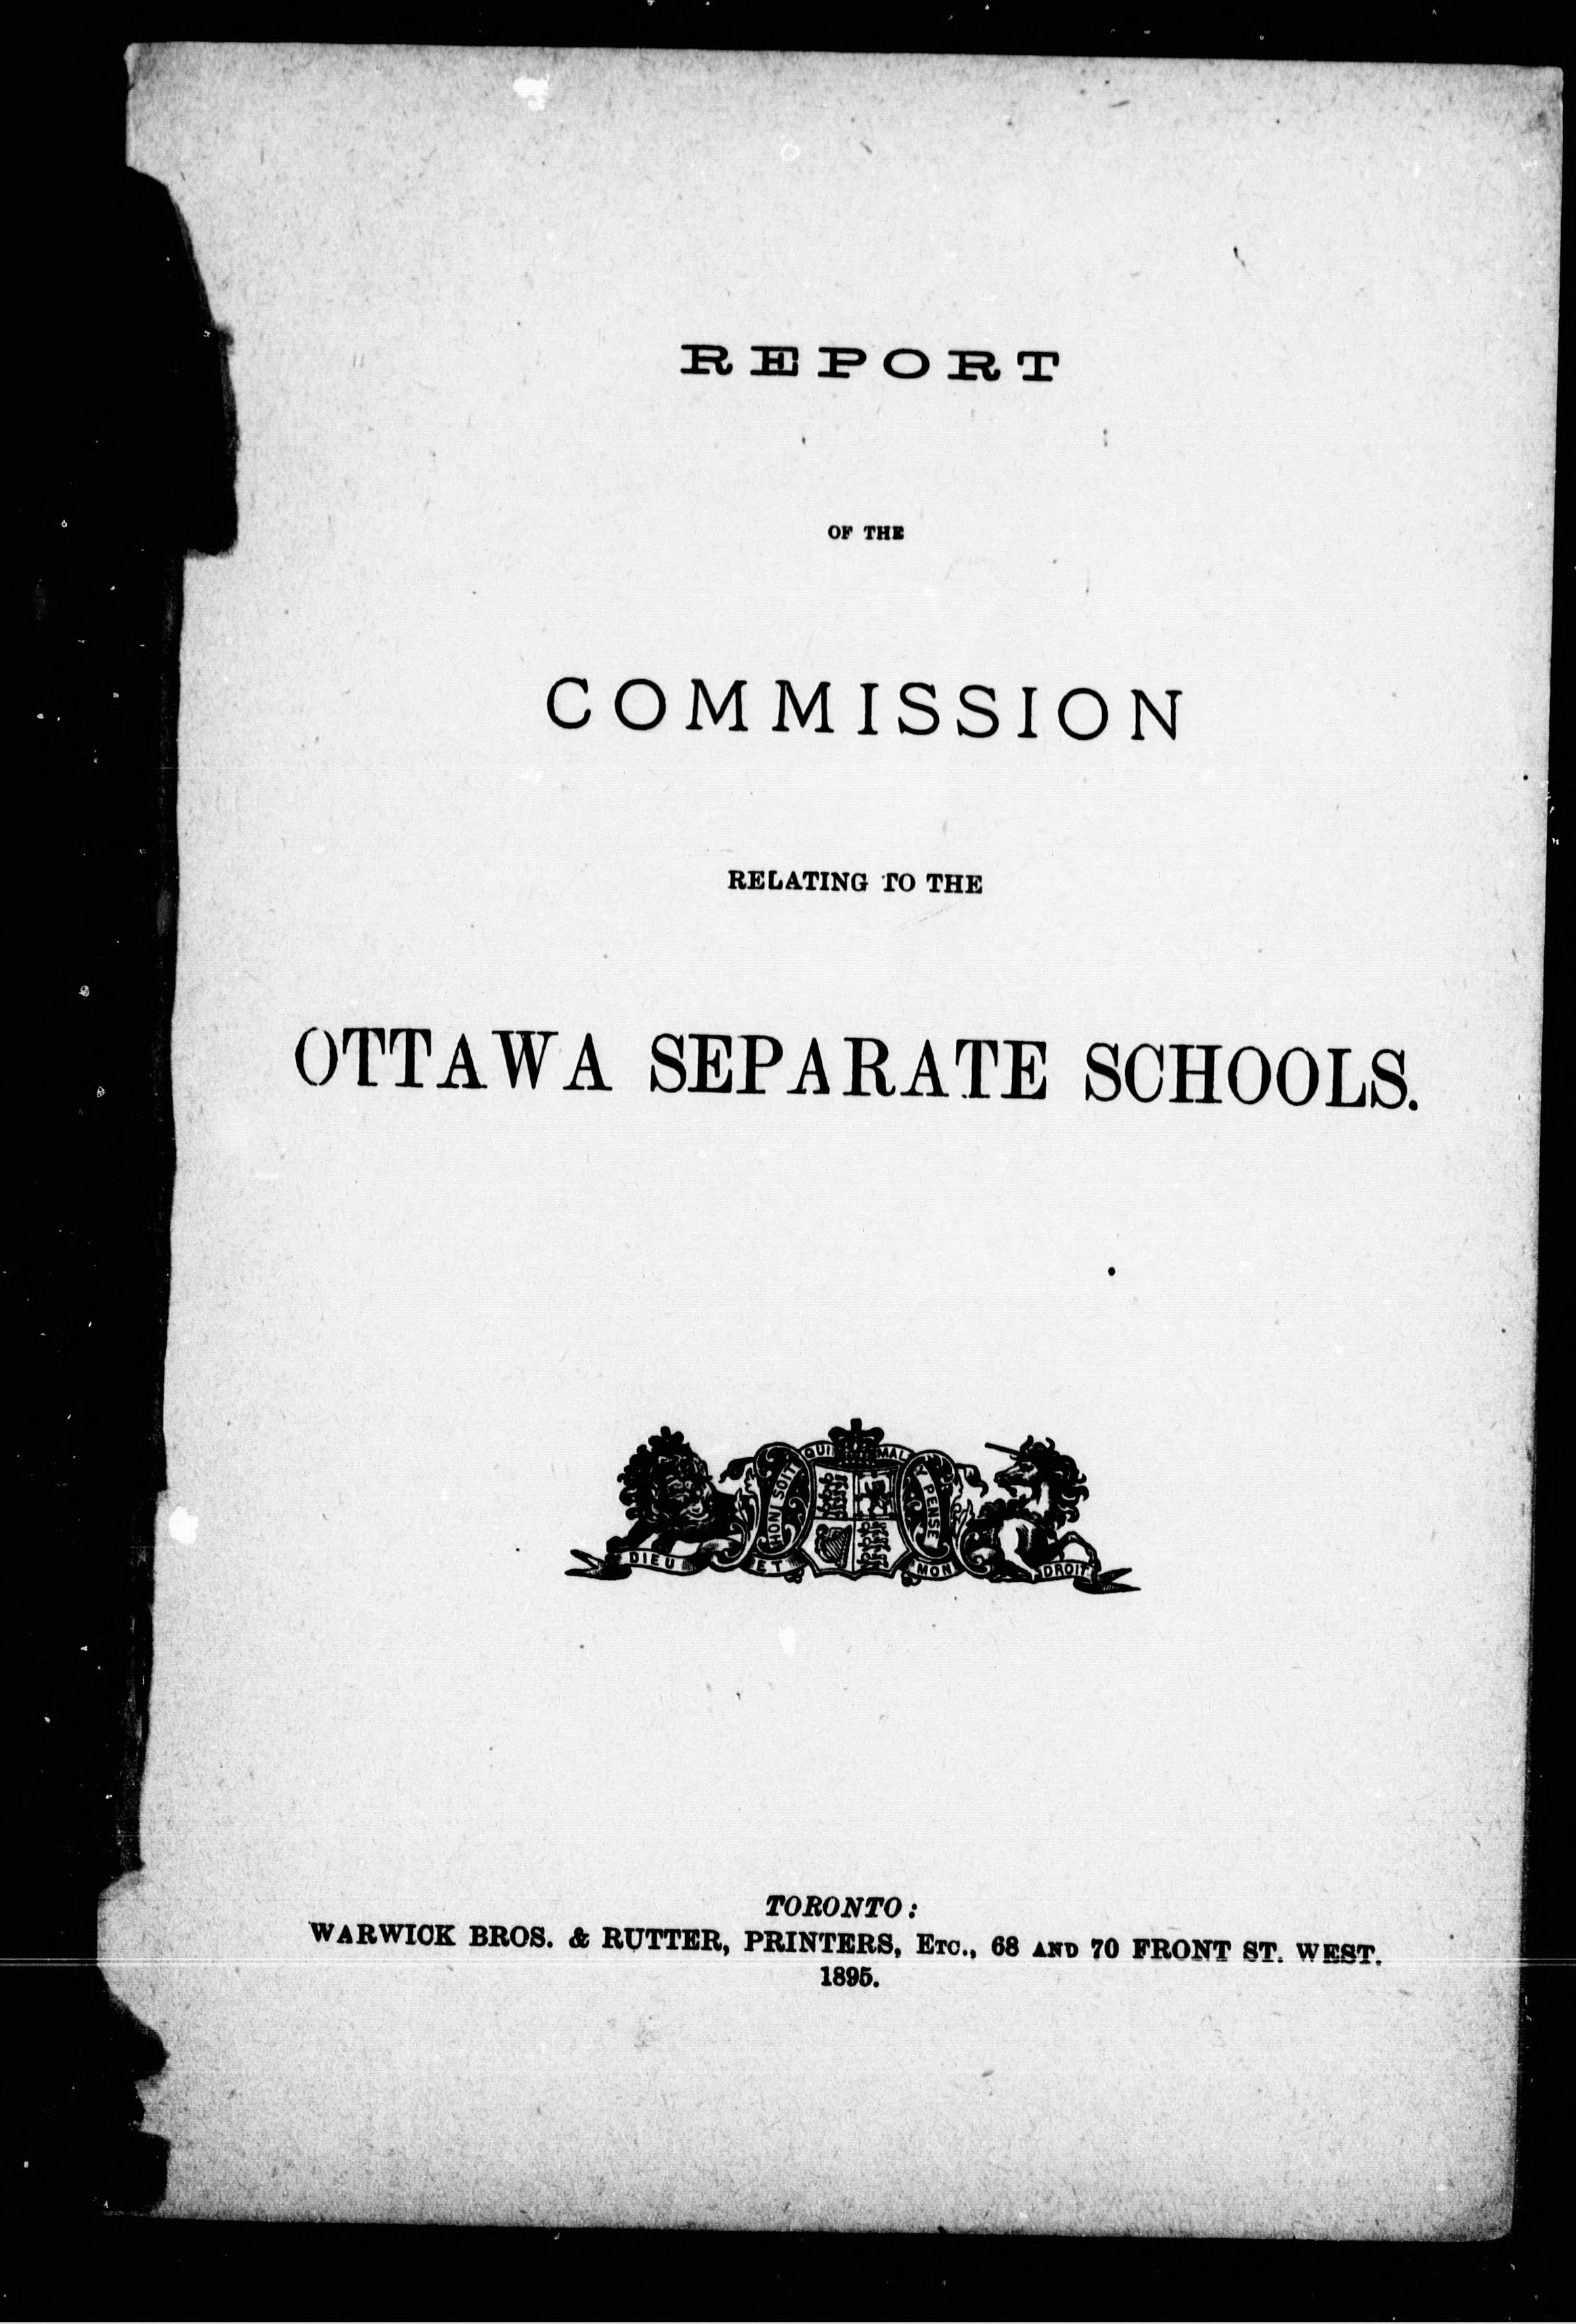 REPORT
OF THE
COMMISSION
RELATING TO THE
OTTAWA SEPARATE SCHOOLS.
HONI SOIT QUI MAL Y PENSE
DIEU ET MON DROIT
TORONTO:
WARWICK BROS. & RUTTER, PRINTERS, ETC., 68 AND 70 FRONT ST. WEST.
1895.